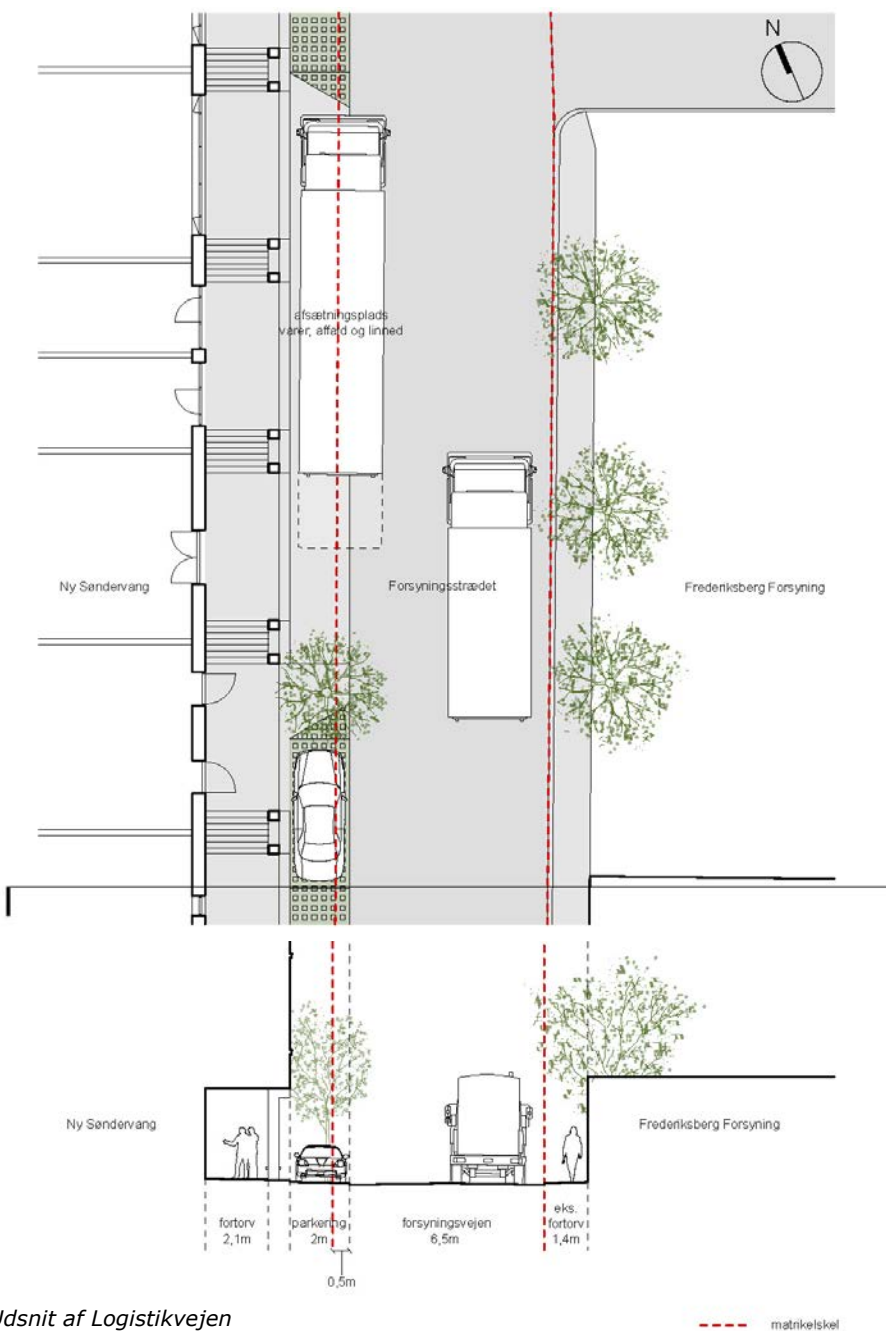 N
afsætningsplads
varer, affald og linned
Ny Søndervang
Forsyningsstrædet
Frederiksberg Forsyning
Ny Søndervang
Frederiksberg Forsyning
fortorv
2,1m
parkering
2m
forsyningsvejen
6,5m
eks.
fortorv
1,4m
0,5m
dsnit af Logistikvejen
matrikelskel